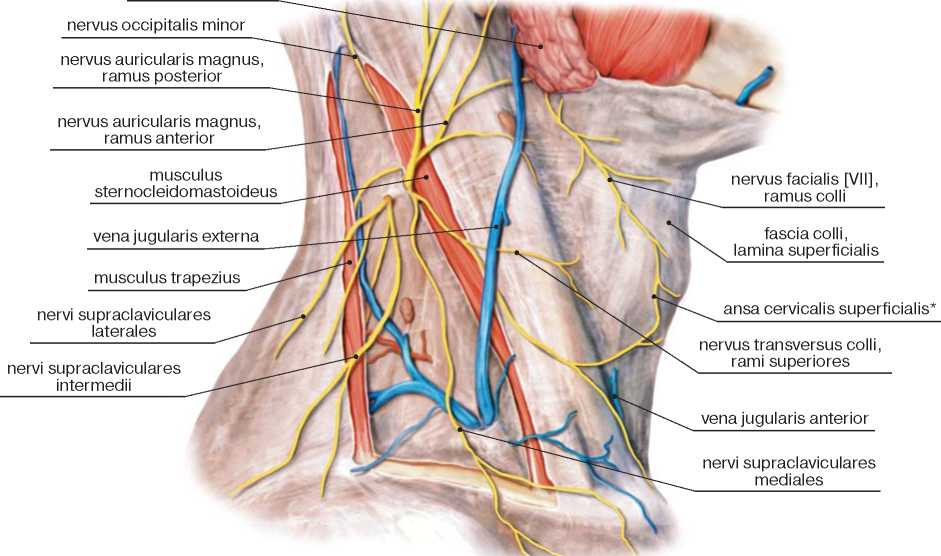 nervus occipitalis minor
nervus auricularis magnus,
ramus posterior
nervus auricularis magnus,
ramus anterior
musculus
sternocleidomastoideus
vena jugularis externa
musculus trapezius
nervi supraclaviculares
laterales
nervi supraclaviculares
intermedii
nervus facialis [VII],
ramus colli
fascia colli,
lamina superficialis
ansa cervicalis superficialis*
nervus transversus colli,
rami superiores
vena jugularis anterior
nervi supraclaviculares
mediales